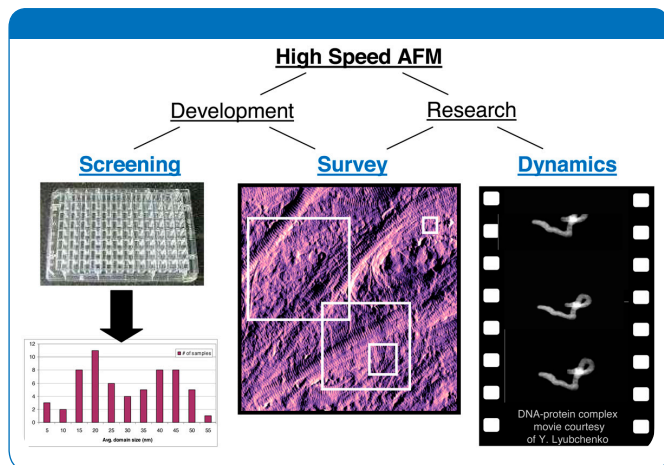 High Speed AFM
Development
Research
Screening
Survey
Dynamics
12
10
8
6
4
2
0
# of samples
5 10 15 20 25 30 35 40 45 50 55
Avg. domain size (nm)
DNA-protein complex
movie courtesy
of Y. Lyubchenko